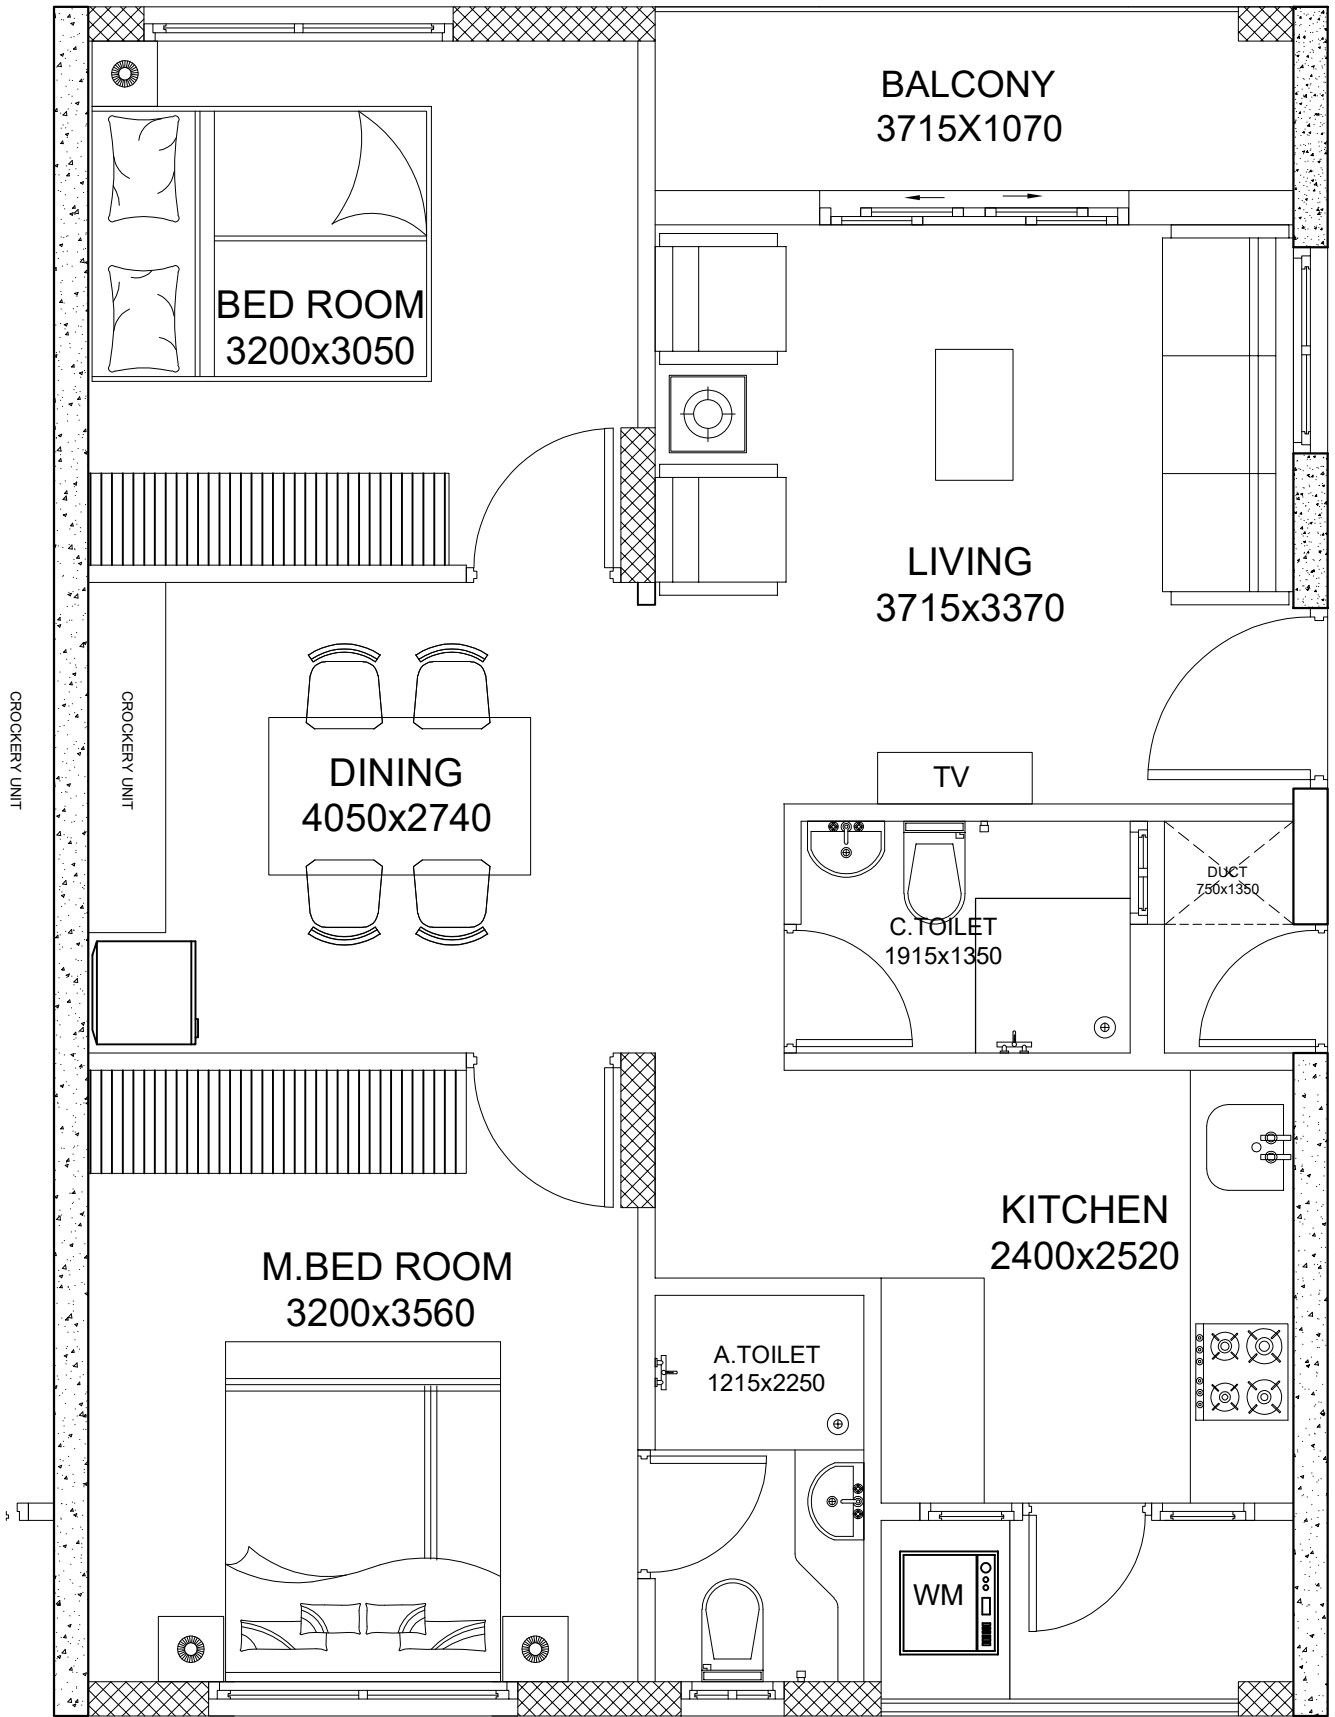 BALCONY
3715X1070
BED ROOM
3200x3050
LIVING
3715x3370
CROCKERY UNIT
CROCKERY UNIT
DINING
4050x2740
TV
DUCT
750x1350
C.TOILET
1915x1350
KITCHEN
2400x2520
M.BED ROOM
3200x3560
A.TOILET
1215x2250
WM